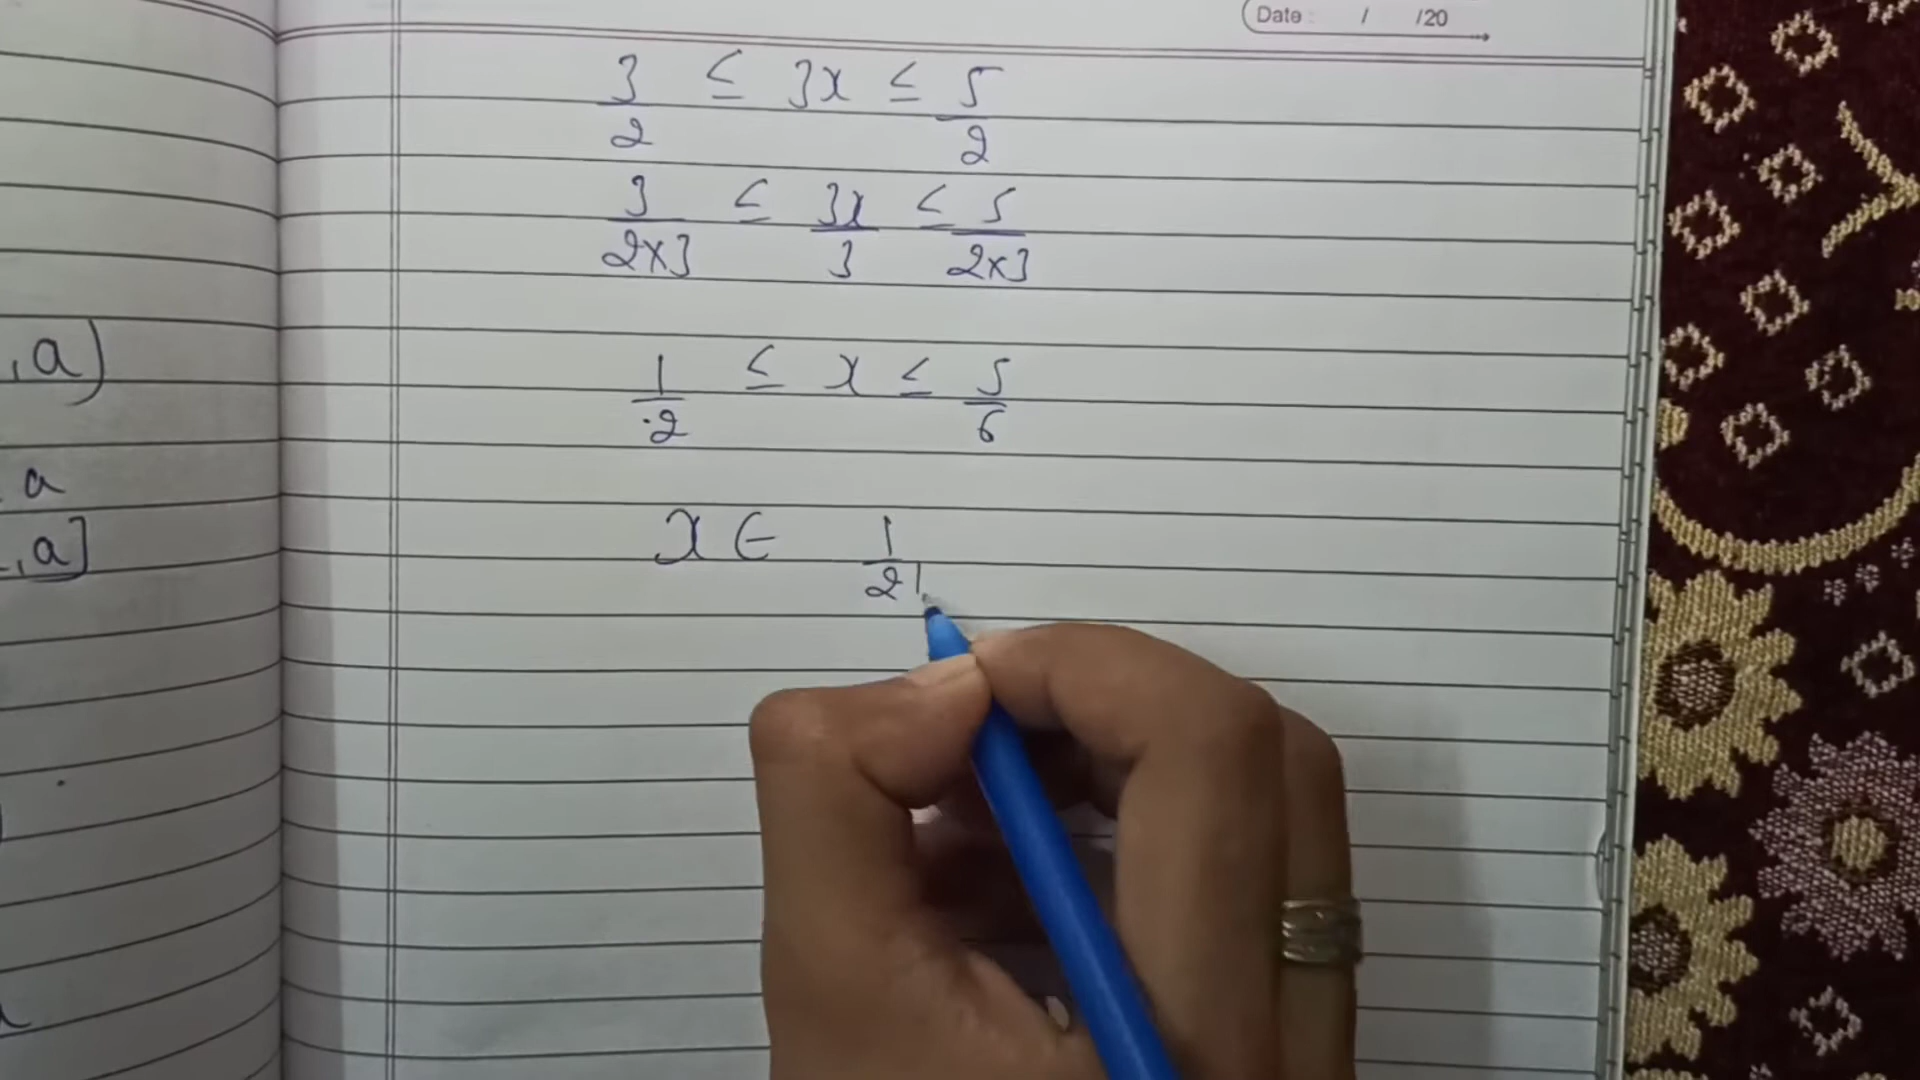 Date : / /20
3/2 ≤ 3x ≤ 5/2
3/2×3 ≤ 3x/3 ≤ 5/2×3
,a)
1/2 ≤ x ≤ 5/6
a
x ∈ 1/2,
,a]